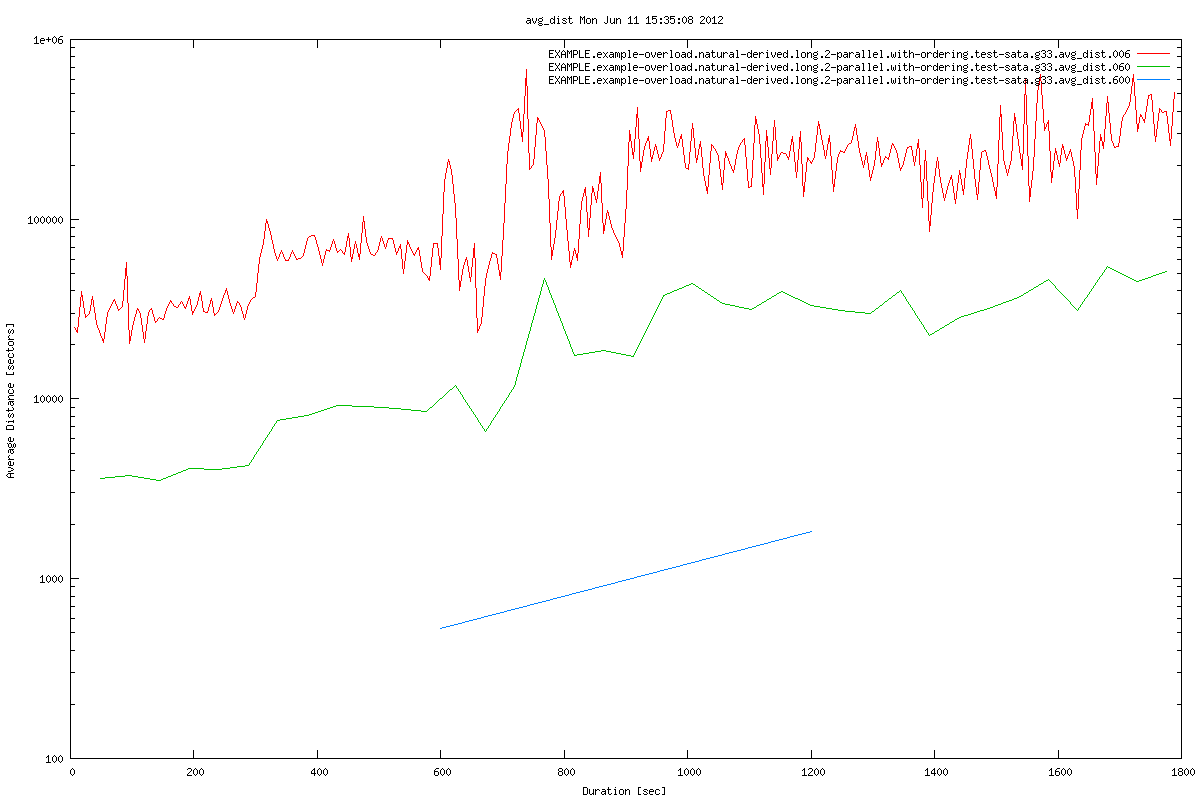 avg_dist Mon Jun 11 15:35:08 2012
1e+06
EXAMPLE.example-overload.natural-derived.long.2-parallel.with-ordering.test-sata.g33.avg_dist.006
EXAMPLE.example-overload.natural-derived.long.2-parallel.with-ordering.test-sata.g33.avg_dist.060
EXAMPLE.example-overload.natural-derived.long.2-parallel.with-ordering.test-sata.g33.avg_dist.600
100000
Average Distance [sectors]
10000
1000
100
0 200 400 600 800 1000 1200 1400 1600 1800
Duration [sec]